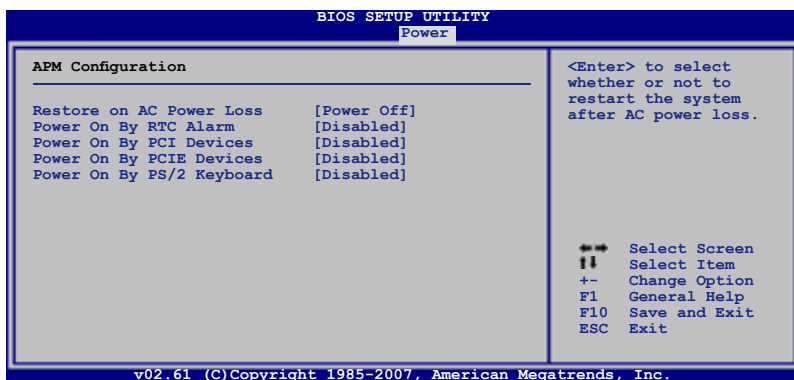 BIOS SETUP UTILITY
Power
APM Configuration
Restore on AC Power Loss [Power Off]
Power On By RTC Alarm [Disabled]
Power On By PCI Devices [Disabled]
Power On By PCIE Devices [Disabled]
Power On By PS/2 Keyboard [Disabled]
<Enter> to select
whether or not to
restart the system
after AC power loss.
Select Screen
Select Item
+- Change Option
F1 General Help
F10 Save and Exit
ESC Exit
v02.61 (C)Copyright 1985-2007, American Megatrends, Inc.